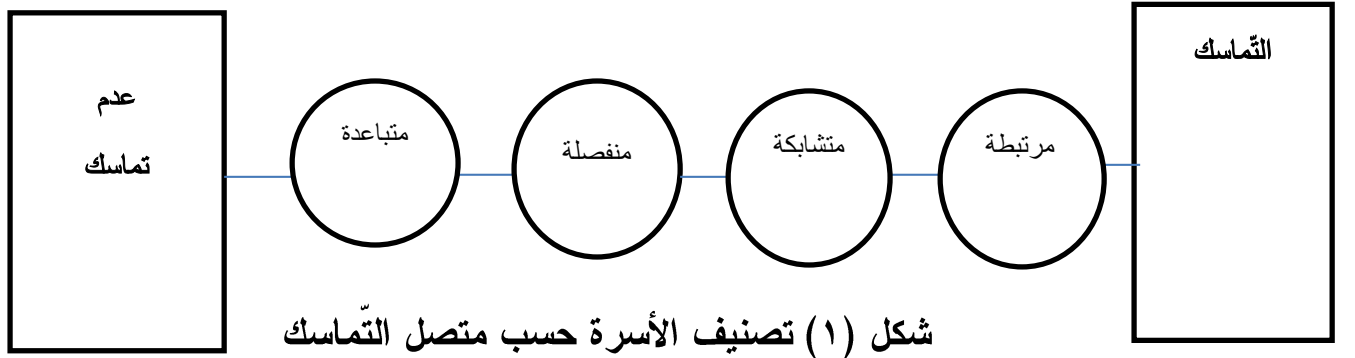 التّماسك
مرتبطة
متشابكة
منفصلة
متباعدة
عدم
تماسك
شكل (١) تصنيف الأسرة حسب متصل التّماسك